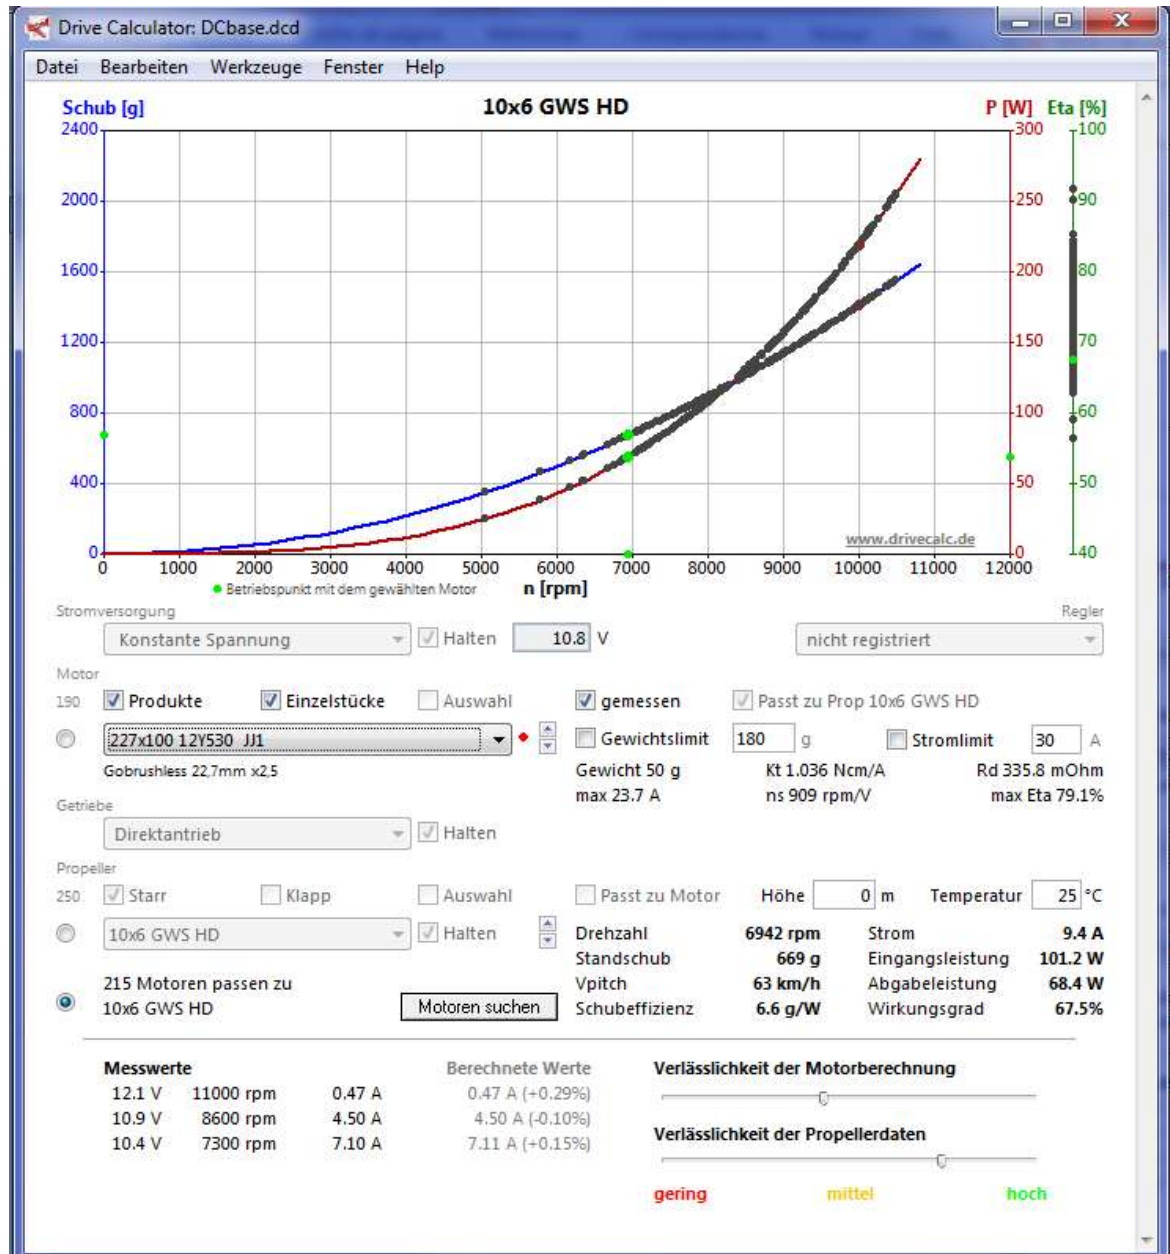 Drive Calculator: DCbase.dcd
Datei Bearbeiten Werkzeuge Fenster Help
Schub [g] 10x6 GWS HD P [W] Eta [%]
2400 300 100
2000 250 90
1600 200 80
1200 150 70
800 100 60
400 50 50
0 0 40
www.drivecalc.de
0 1000 2000 3000 4000 5000 6000 7000 8000 9000 10000 11000 12000
Betriebspunkt mit dem gewählten Motor n [rpm]
Stromversorgung Regler
Konstante Spannung Halten 10.8 V nicht registriert
Motor
190 Produkte Einzelstücke Auswahl gemessen Passt zu Prop 10x6 GWS HD
227x100 12Y530 JJ1 Gewichtslimit 180 g Stromlimit 30 A
Gobrushless 22,7mm x2,5 Gewicht 50 g Kt 1.036 Ncm/A Rd 335.8 mOhm
max 23.7 A ns 909 rpm/V max Eta 79.1%
Getriebe
Direktantrieb Halten
Propeller
250 Starr Klapp Auswahl Passt zu Motor Höhe 0 m Temperatur 25 °C
10x6 GWS HD Halten Drehzahl 6942 rpm Strom 9.4 A
Standschub 669 g Eingangsleistung 101.2 W
215 Motoren passen zu Vpitch 63 km/h Abgabeleistung 68.4 W
10x6 GWS HD Motoren suchen Schubeffizienz 6.6 g/W Wirkungsgrad 67.5%
Messwerte Berechnete Werte Verlässlichkeit der Motorberechnung
12.1 V 11000 rpm 0.47 A 0.47 A (+0.29%)
10.9 V 8600 rpm 4.50 A 4.50 A (-0.10%)
10.4 V 7300 rpm 7.10 A 7.11 A (+0.15%) Verlässlichkeit der Propellerdaten
gering mittel hoch